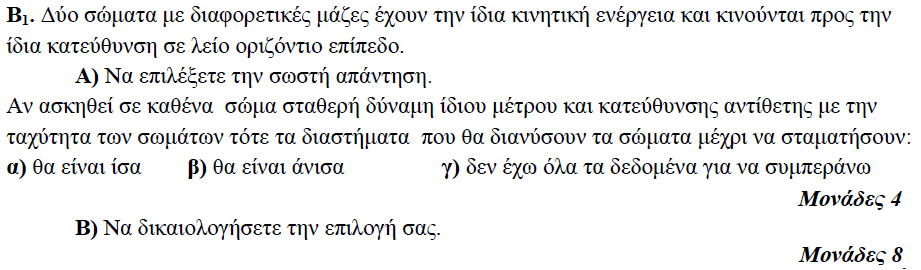 Β₁. Δύο σώματα με διαφορετικές μάζες έχουν την ίδια κινητική ενέργεια και κινούνται προς την
ίδια κατεύθυνση σε λείο οριζόντιο επίπεδο.
Α) Να επιλέξετε την σωστή απάντηση.
Αν ασκηθεί σε καθένα σώμα σταθερή δύναμη ίδιου μέτρου και κατεύθυνσης αντίθετης με την
ταχύτητα των σωμάτων τότε τα διαστήματα που θα διανύσουν τα σώματα μέχρι να σταματήσουν:
α) θα είναι ίσα β) θα είναι άνισα γ) δεν έχω όλα τα δεδομένα για να συμπεράνω
Μονάδες 4
Β) Να δικαιολογήσετε την επιλογή σας.
Μονάδες 8